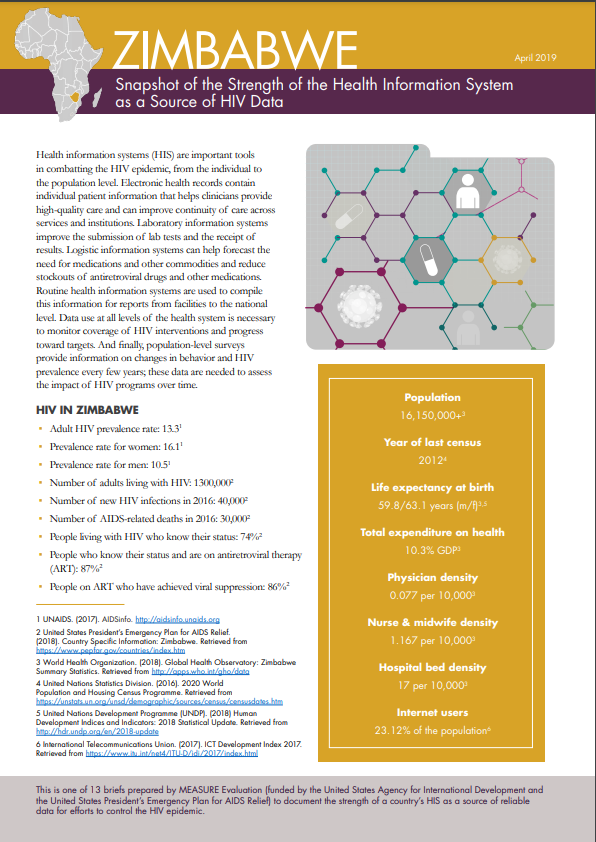 ZIMBABWE
April 2019
Snapshot of the Strength of the Health Information System
as a Source of HIV Data
Health information systems (HIS) are important tools
in combatting the HIV epidemic, from the individual to
the population level. Electronic health records contain
individual patient information that helps clinicians provide
high-quality care and can improve continuity of care across
services and institutions. Laboratory information systems
improve the submission of lab tests and the receipt of
results. Logistic information systems can help forecast the
need for medications and other commodities and reduce
stockouts of antiretroviral drugs and other medications.
Routine health information systems are used to compile
this information for reports from facilities to the national
level. Data use at all levels of the health system is necessary
to monitor coverage of HIV interventions and progress
toward targets. And finally, population-level surveys
provide information on changes in behavior and HIV
prevalence every few years; these data are needed to assess
the impact of HIV programs over time.
HIV IN ZIMBABWE
▪ Adult HIV prevalence rate: 13.3¹
▪ Prevalence rate for women: 16.1¹
▪ Prevalence rate for men: 10.5¹
▪ Number of adults living with HIV: 1300,000²
▪ Number of new HIV infections in 2016: 40,000²
▪ Number of AIDS-related deaths in 2016: 30,000²
▪ People living with HIV who know their status: 74%²
▪ People who know their status and are on antiretroviral therapy
(ART): 87%²
▪ People on ART who have achieved viral suppression: 86%²
1 UNAIDS. (2017). AIDSinfo. http://aidsinfo.unaids.org
2 United States President's Emergency Plan for AIDS Relief.
(2018). Country Specific Information: Zimbabwe. Retrieved from
https://www.pepfar.gov/countries/index.htm
3 World Health Organization. (2018). Global Health Observatory: Zimbabwe
Summary Statistics. Retrieved from http://apps.who.int/gho/data
4 United Nations Statistics Division. (2016). 2020 World
Population and Housing Census Programme. Retrieved from
https://unstats.un.org/unsd/demographic/sources/census/censusdates.htm
5 United Nations Development Programme (UNDP). (2018) Human
Development Indices and Indicators: 2018 Statistical Update. Retrieved from
http://hdr.undp.org/en/2018-update
6 International Telecommunications Union. (2017). ICT Development Index 2017.
Retrieved from https://www.itu.int/net4/ITU-D/idi/2017/index.html
Population
16,150,000+³
Year of last census
2012⁴
Life expectancy at birth
59.8/63.1 years (m/f)³,⁵
Total expenditure on health
10.3% GDP³
Physician density
0.077 per 10,000³
Nurse & midwife density
1.167 per 10,000³
Hospital bed density
17 per 10,000³
Internet users
23.12% of the population⁶
This is one of 13 briefs prepared by MEASURE Evaluation (funded by the United States Agency for International Development and
the United States President's Emergency Plan for AIDS Relief) to document the strength of a country's HIS as a source of reliable
data for efforts to control the HIV epidemic.